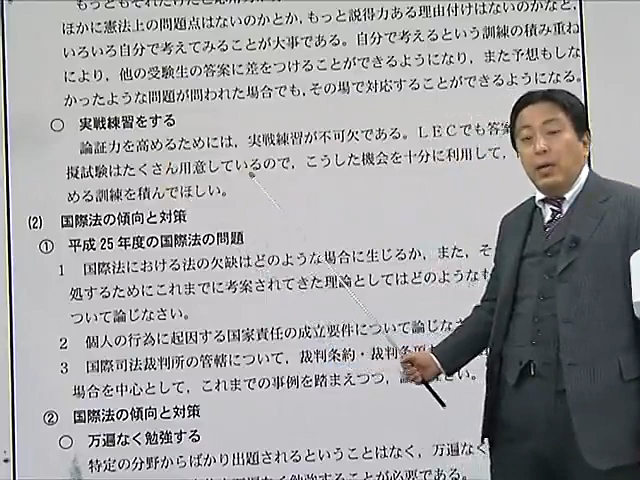 ほかに憲法上の問題点はないのかとか，もっと説得力ある理由付けはないのかなどと，
いろいろ自分で考えてみることが大事である。自分で考えるという訓練の積み重ね
により，他の受験生の答案に差をつけることができるようになり，また予想もしな
かったような問題が問われた場合でも，その場で対応することができるようになる。
○ 実戦練習をする
論証力を高めるためには，実戦練習が不可欠である。ＬＥＣでも答案
擬試験はたくさん用意しているので，こうした機会を十分に利用して，
める訓練を積んでほしい。
(2) 国際法の傾向と対策
① 平成25年度の国際法の問題
1 国際法における法の欠缺はどのような場合に生じるか，また，そ
処するためにこれまでに考案されてきた理論としてはどのようなも
ついて論じなさい。
2 個人の行為に起因する国家責任の成立要件について論じなさ
3 国際司法裁判所の管轄について，裁判条約・裁判条項
場合を中心として，これまでの事例を踏まえつつ，論 さい。
② 国際法の傾向と対策
○ 万遍なく勉強する
特定の分野からばかり出題されるということはなく，万遍なく
勉強することが必要である。